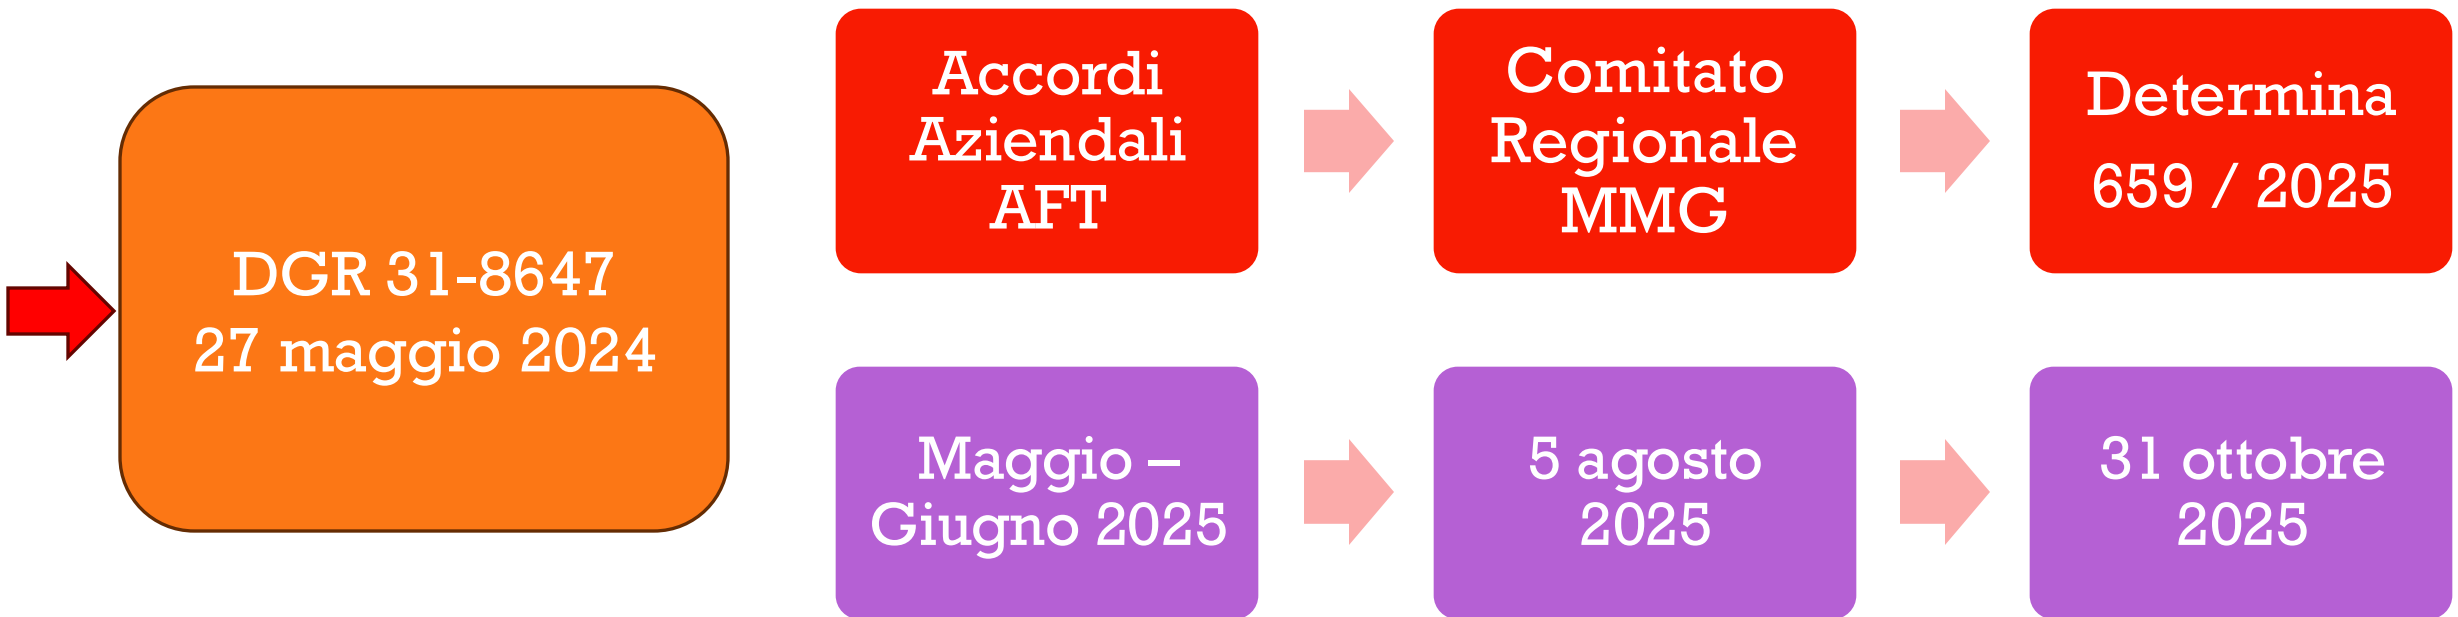 DGR 31-8647
27 maggio 2024
Accordi
Aziendali
AFT
Comitato
Regionale
MMG
Determina
659 / 2025
Maggio –
Giugno 2025
5 agosto
2025
31 ottobre
2025